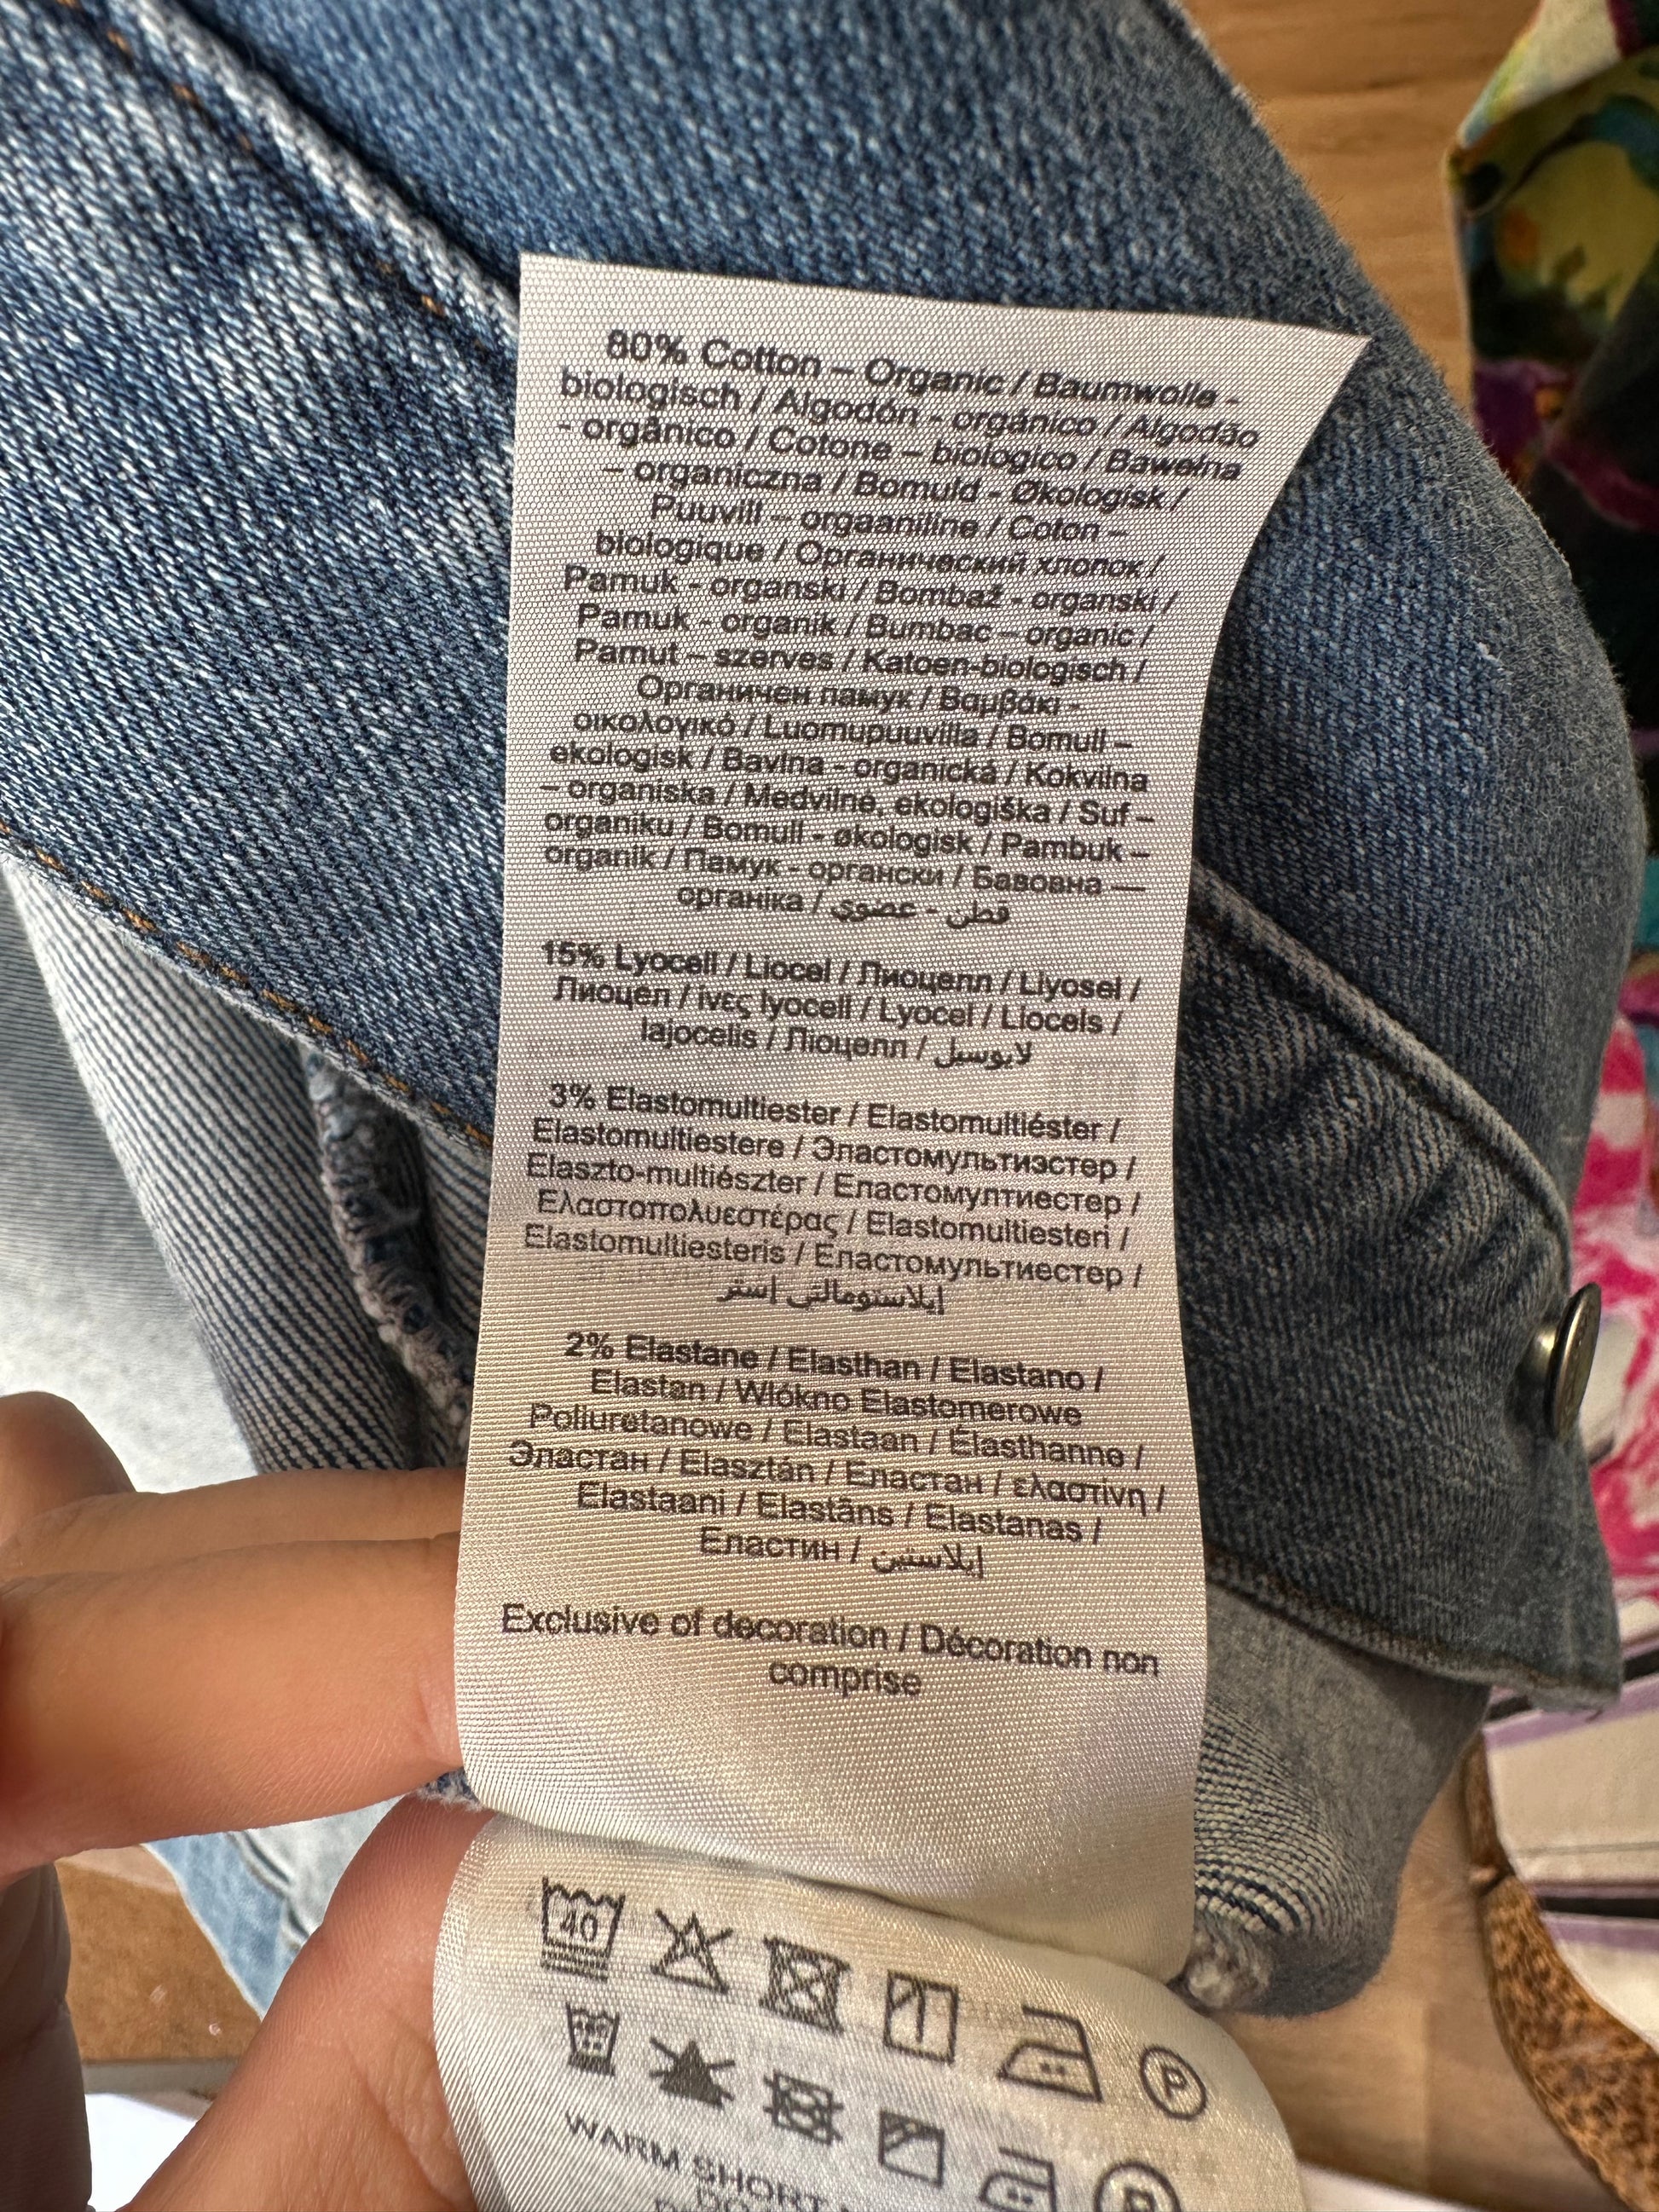 80% Cotton – Organic / Baumwolle -
biologisch / Algodón - orgánico / Algodão
- orgânico / Cotone – biologico / Bawełna
– organiczna / Bomuld - Økologisk /
Puuvill – orgaaniline / Coton –
biologique / Органический хлопок /
Pamuk - organski / Bombaž - organski /
Pamuk - organik / Bumbac – organic /
Pamut – szerves / Katoen-biologisch /
Органичен памук / Βαμβάκι -
οικολογικό / Luomupuuvilla / Bomull –
ekologisk / Bavlna - organická / Kokvilna
– organiska / Medvilnė, ekologiška / Suf –
organiku / Bomull - økologisk / Pambuk –
organik / Памук - органски / Бавовна —
органіка / قطن - عضوي
15% Lyocell / Liocel / Лиоцелл / Liyosel /
Лиоцел / ίνες lyocell / Lyocel / Liocels /
lajocelis / Ліоцелл / لايوسيل
3% Elastomultiester / Elastomultiéster /
Elastomultiestere / Эластомультиэстер /
Elaszto-multiészter / Еластомултиестер /
Ελαστοπολυεστέρας / Elastomultiesteri /
Elastomultiesteris / Еластомультиестер /
إيلاستومالتي إستر
2% Elastane / Elasthan / Elastano /
Elastan / Włókno Elastomerowe
Poliuretanowe / Elastaan / Élasthanne /
Эластан / Elasztán / Еластан / ελαστίνη /
Elastaani / Elastāns / Elastanas /
Еластин / إيلاستين
Exclusive of decoration / Décoration non
comprise
40
P
P
WARM SHORT
DO